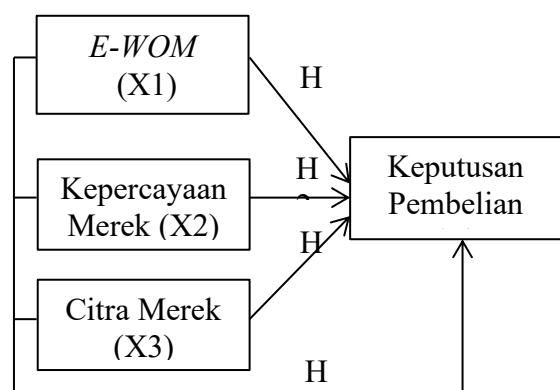 E-WOM
(X1)
H
Kepercayaan
Merek (X2)
H
Keputusan
Pembelian
H
Citra Merek
(X3)
H